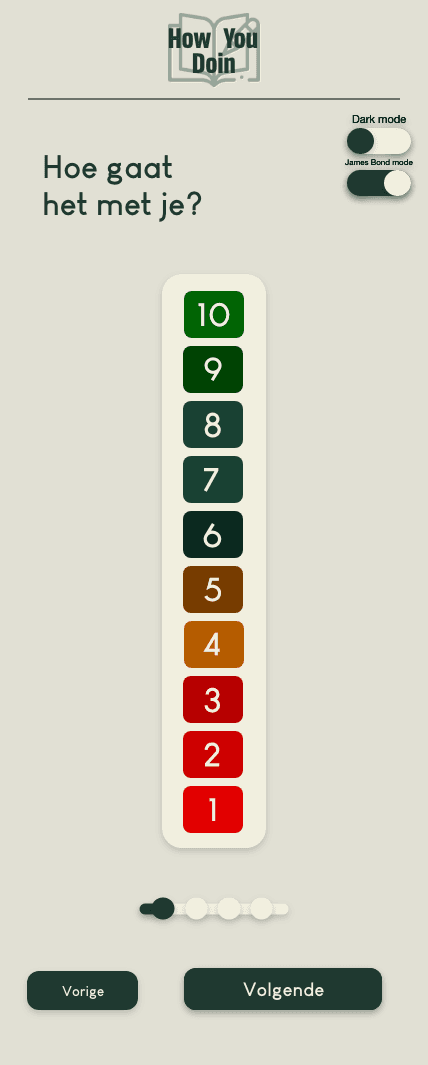 How You
Doin
Dark mode
James Bond mode
Hoe gaat
het met je?
10
9
8
7
6
5
4
3
2
1
Vorige
Volgende